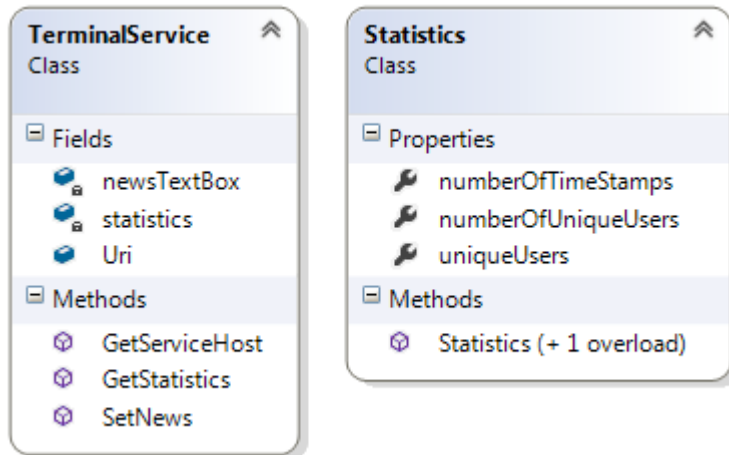 TerminalService
Class
Fields
newsTextBox
statistics
Uri
Methods
GetServiceHost
GetStatistics
SetNews
Statistics
Class
Properties
numberOfTimeStamps
numberOfUniqueUsers
uniqueUsers
Methods
Statistics (+ 1 overload)